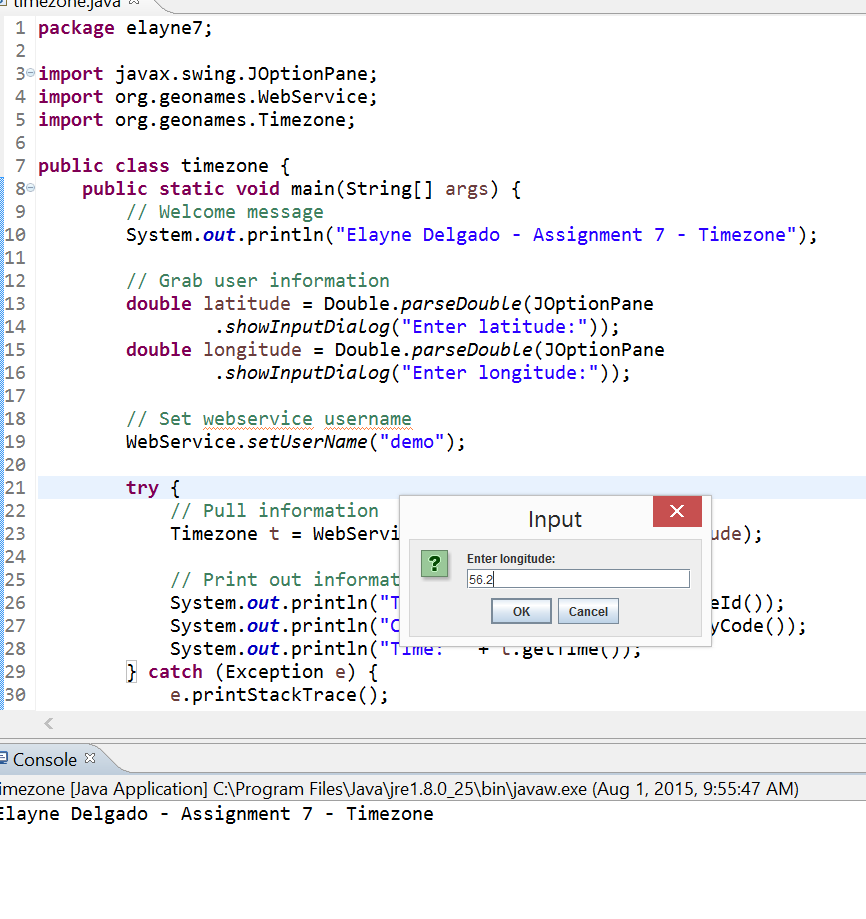 timezone.java
1 package elayne7;
2
3 import javax.swing.JOptionPane;
4 import org.geonames.WebService;
5 import org.geonames.Timezone;
6
7 public class timezone {
8 public static void main(String[] args) {
9 // Welcome message
10 System.out.println("Elayne Delgado - Assignment 7 - Timezone");
11
12 // Grab user information
13 double latitude = Double.parseDouble(JOptionPane
14 .showInputDialog("Enter latitude:"));
15 double longitude = Double.parseDouble(JOptionPane
16 .showInputDialog("Enter longitude:"));
17
18 // Set webservice username
19 WebService.setUserName("demo");
20
21 try {
22 // Pull information
23 Timezone t = WebServi ude);
24
25 // Print out informat
26 System.out.println("T eId());
27 System.out.println("C yCode());
28 System.out.println("Time: " + t.getTime());
29 } catch (Exception e) {
30 e.printStackTrace();
Input
Enter longitude:
56.2
OK Cancel
Console
imezone [Java Application] C:\Program Files\Java\jre1.8.0_25\bin\javaw.exe (Aug 1, 2015, 9:55:47 AM)
Elayne Delgado - Assignment 7 - Timezone